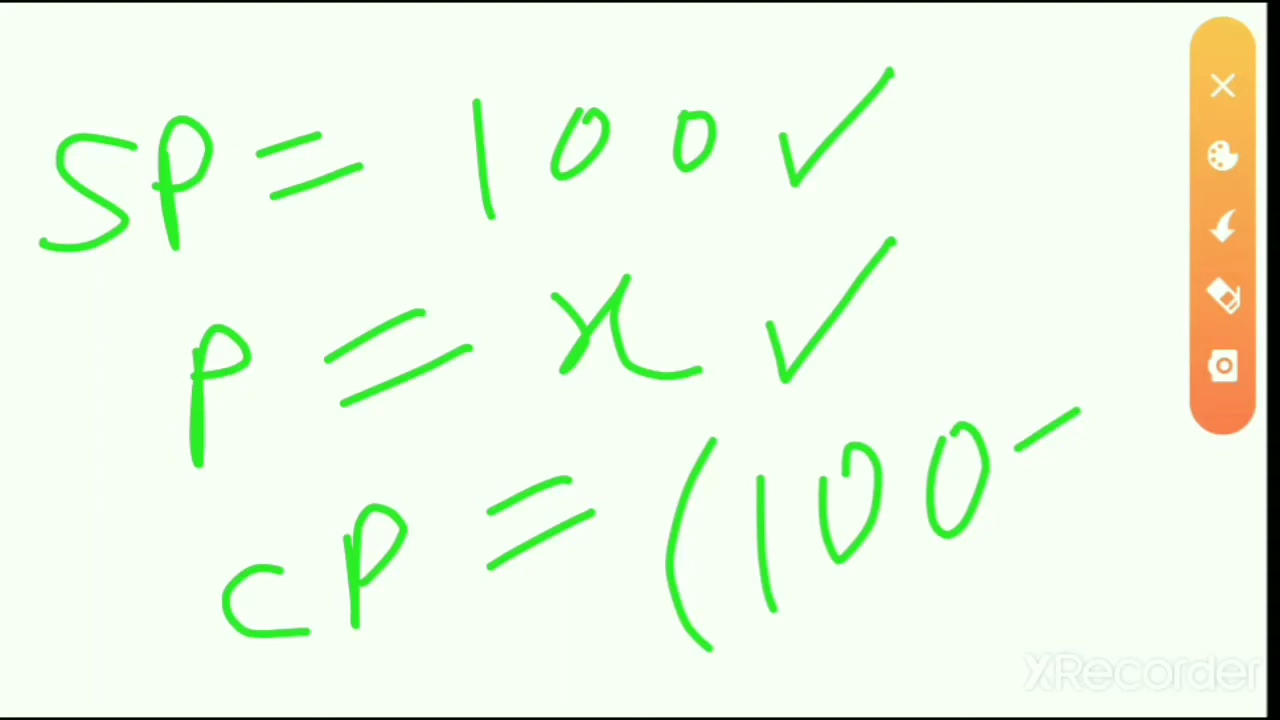 SP = 100 ✓
P = x ✓
CP = (100 -
XRecorder